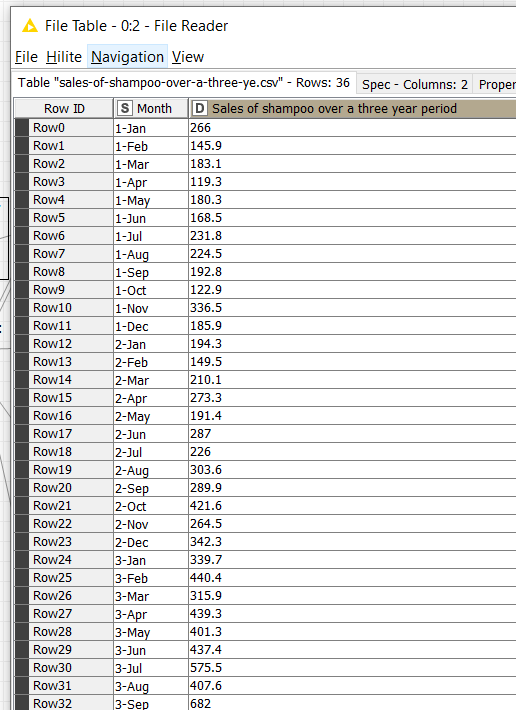 File Table - 0:2 - File Reader
File Hilite Navigation View
Table "sales-of-shampoo-over-a-three-ye.csv" - Rows: 36 Spec - Columns: 2 Proper
Row ID S Month D Sales of shampoo over a three year period
Row0 1-Jan 266
Row1 1-Feb 145.9
Row2 1-Mar 183.1
Row3 1-Apr 119.3
Row4 1-May 180.3
Row5 1-Jun 168.5
Row6 1-Jul 231.8
Row7 1-Aug 224.5
Row8 1-Sep 192.8
Row9 1-Oct 122.9
Row10 1-Nov 336.5
Row11 1-Dec 185.9
Row12 2-Jan 194.3
Row13 2-Feb 149.5
Row14 2-Mar 210.1
Row15 2-Apr 273.3
Row16 2-May 191.4
Row17 2-Jun 287
Row18 2-Jul 226
Row19 2-Aug 303.6
Row20 2-Sep 289.9
Row21 2-Oct 421.6
Row22 2-Nov 264.5
Row23 2-Dec 342.3
Row24 3-Jan 339.7
Row25 3-Feb 440.4
Row26 3-Mar 315.9
Row27 3-Apr 439.3
Row28 3-May 401.3
Row29 3-Jun 437.4
Row30 3-Jul 575.5
Row31 3-Aug 407.6
Row32 3-Sep 682